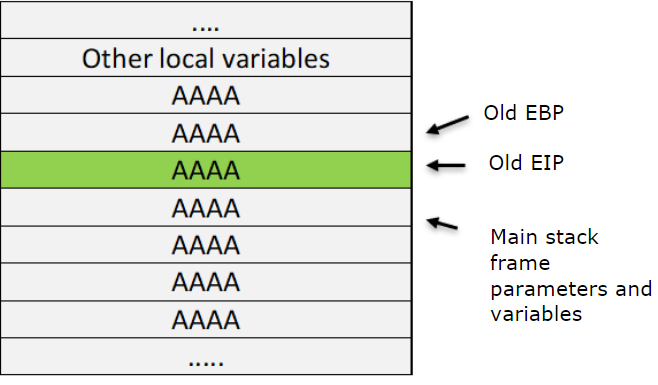 ....
Other local variables
AAAA
AAAA
AAAA
AAAA
AAAA
AAAA
AAAA
.....
Old EBP
Old EIP
Main stack
frame
parameters and
variables